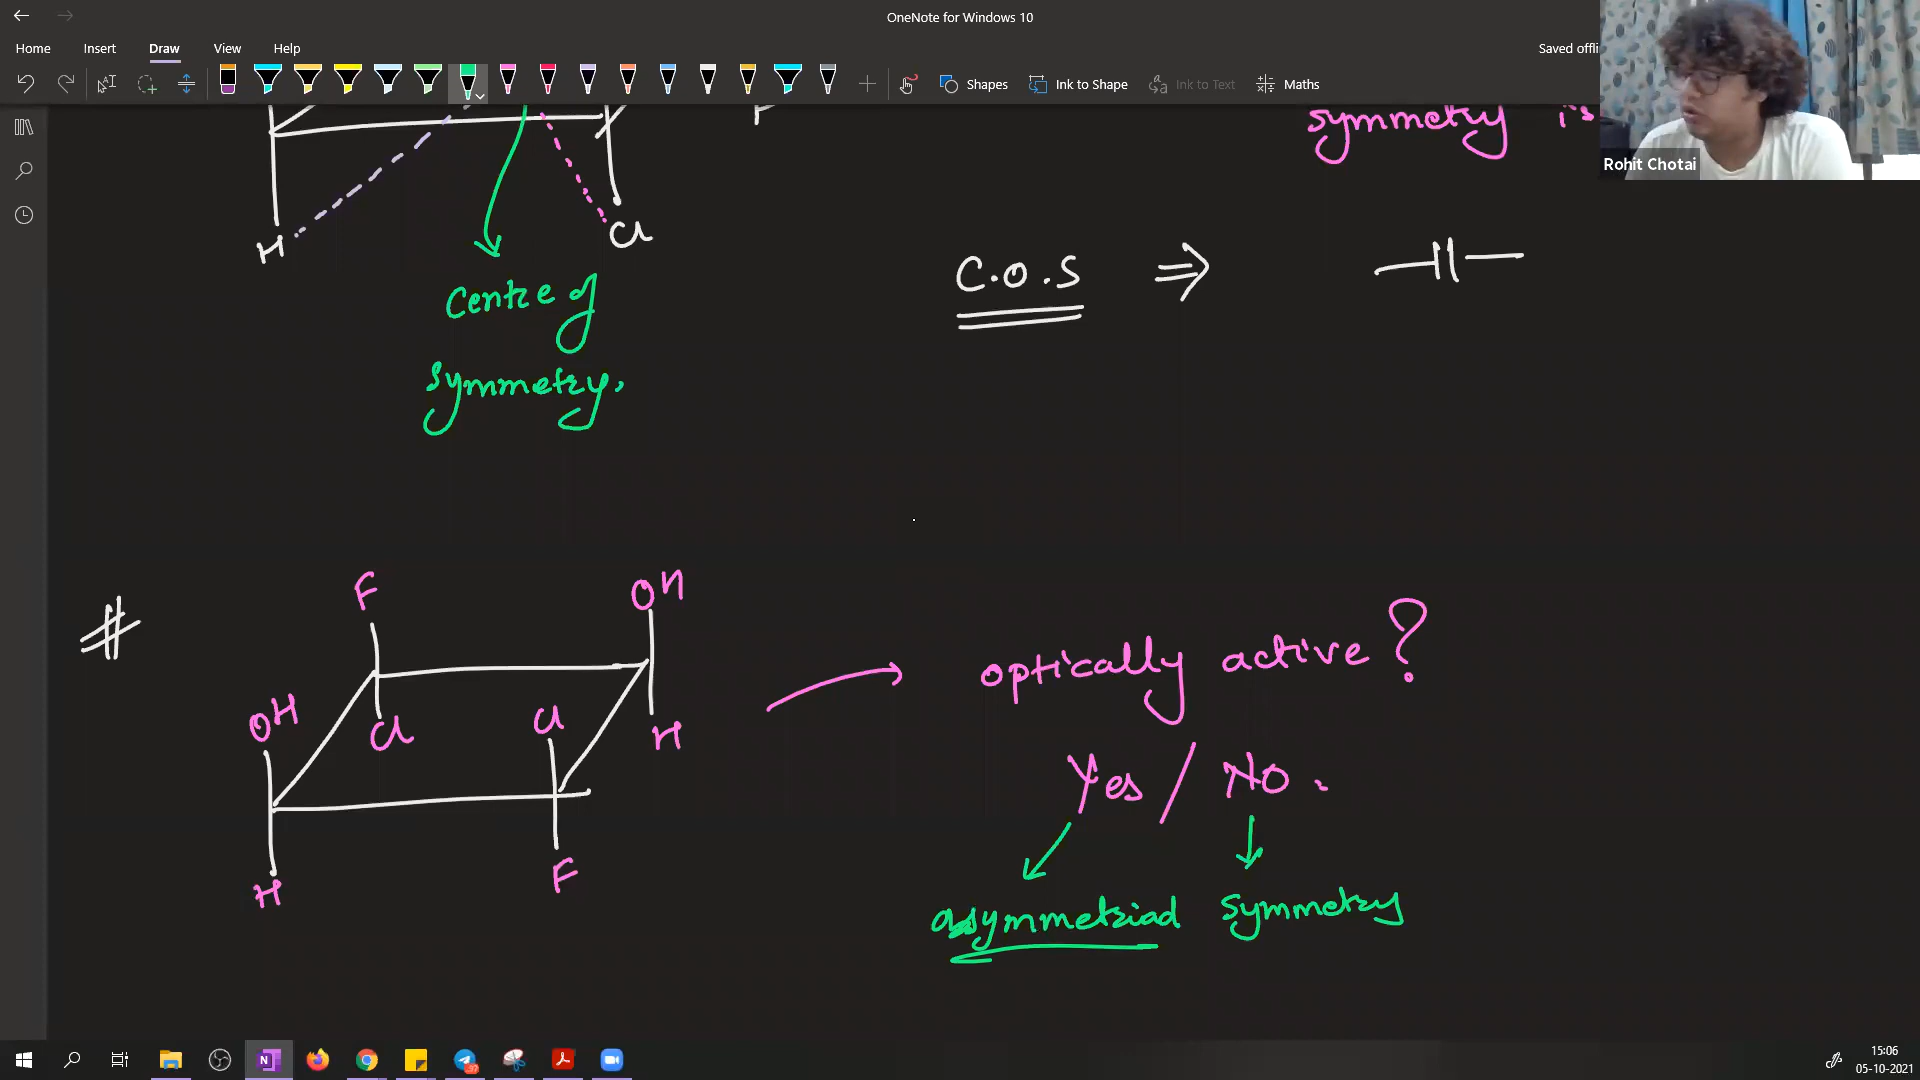 OneNote for Windows 10
Home Insert Draw View Help
Saved offli
Shapes Ink to Shape Ink to Text Maths
symmetry is
Rohit Chotai
F
H
Cl
Centre of
symmetry.
C.O.S ⇒
#
F
OH
OH
Cl
Cl
H
H
F
optically active?
Yes / No.
asymmetrical symmetry
37
15:06
05-10-2021